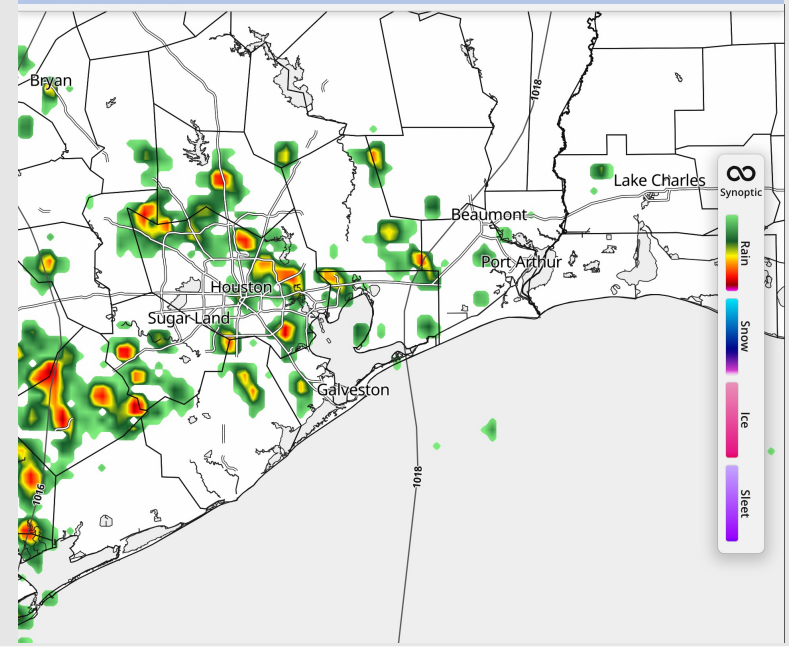 Bryan
1018
Lake Charles
Synoptic
Beaumont
Rain
Port Arthur
Houston
Sugar Land
Snow
Galveston
Ice
1018
1016
Sleet